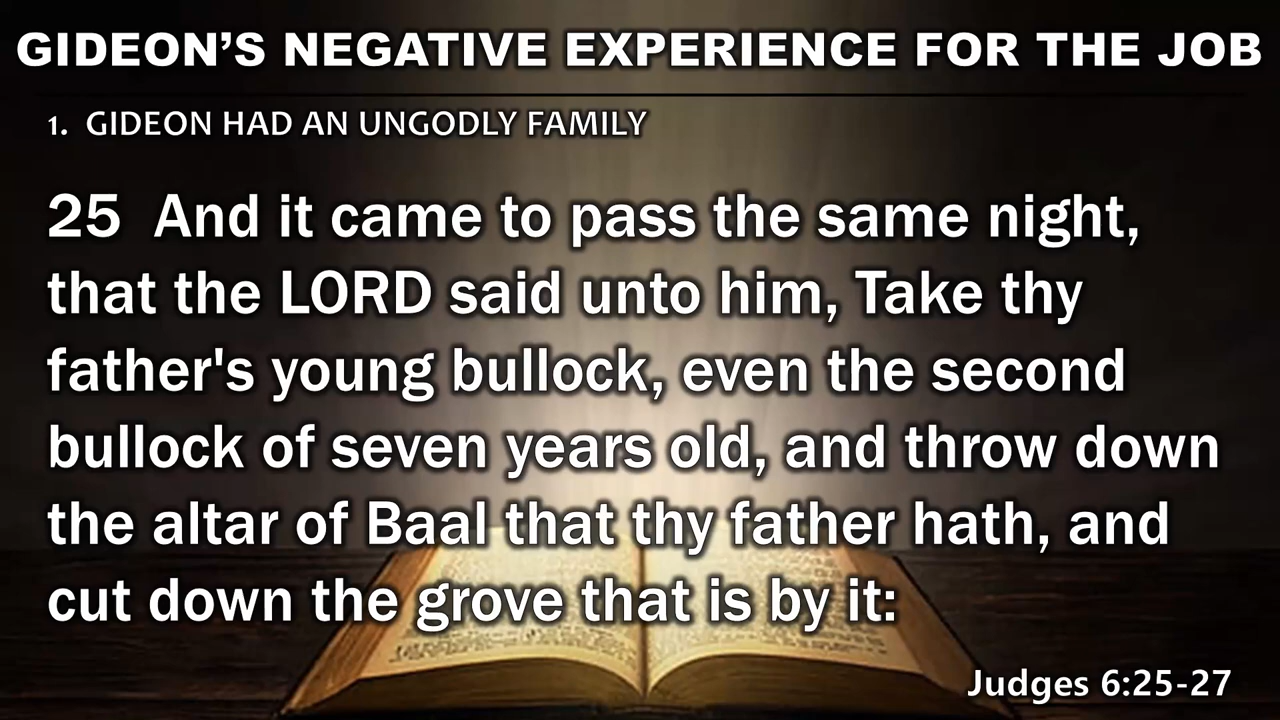 GIDEON’S NEGATIVE EXPERIENCE FOR THE JOB
1. GIDEON HAD AN UNGODLY FAMILY
25 And it came to pass the same night,
that the LORD said unto him, Take thy
father's young bullock, even the second
bullock of seven years old, and throw down
the altar of Baal that thy father hath, and
cut down the grove that is by it:
Judges 6:25-27